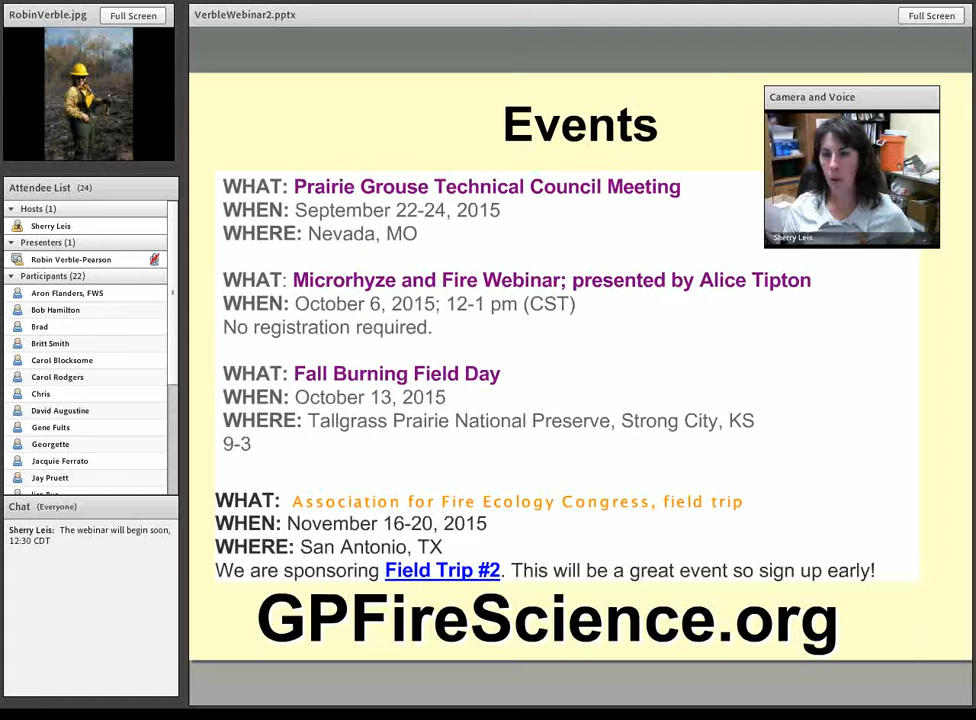 RobinVerble.jpg
Full Screen
VerbleWebinar2.pptx
Full Screen
Attendee List (24)
Hosts (1)
Sherry Leis
Presenters (1)
Robin Verble-Pearson
Participants (22)
Aron Flanders, FWS
Bob Hamilton
Brad
Britt Smith
Carol Blocksome
Carol Rodgers
Chris
David Augustine
Gene Fults
Georgette
Jacquie Ferrato
Jay Pruett
Chat (Everyone)
Sherry Leis: The webinar will begin soon,
12:30 CDT
Events
Camera and Voice
Sherry Leis
WHAT: Prairie Grouse Technical Council Meeting
WHEN: September 22-24, 2015
WHERE: Nevada, MO
WHAT: Microrhyze and Fire Webinar; presented by Alice Tipton
WHEN: October 6, 2015; 12-1 pm (CST)
No registration required.
WHAT: Fall Burning Field Day
WHEN: October 13, 2015
WHERE: Tallgrass Prairie National Preserve, Strong City, KS
9-3
WHAT: Association for Fire Ecology Congress, field trip
WHEN: November 16-20, 2015
WHERE: San Antonio, TX
We are sponsoring Field Trip #2. This will be a great event so sign up early!
GPFireScience.org